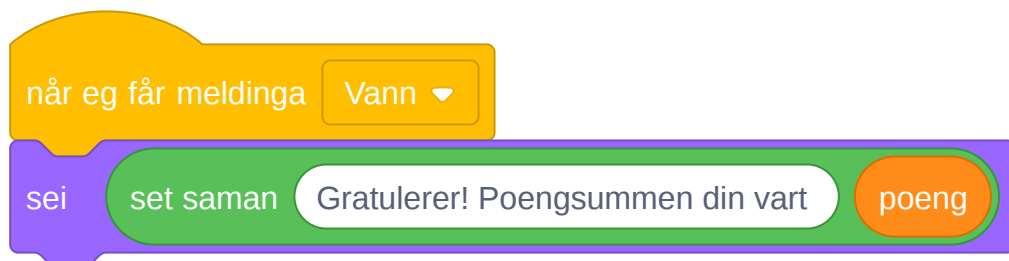 når eg får meldinga Vann
sei set saman Gratulerer! Poengsummen din vart poeng